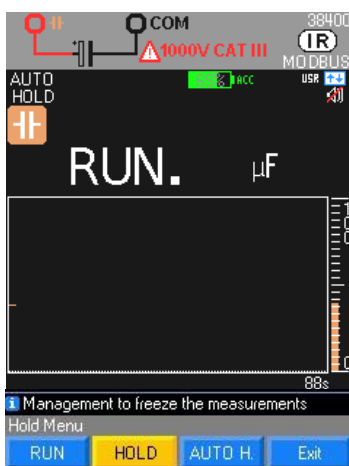 COM
38400
1000V CAT III
IR
MODBUS
AUTO
ACC
USR
HOLD
RUN.
µF
88s
Management to freeze the measurements
Hold Menu
RUN
HOLD
AUTO H.
Exit